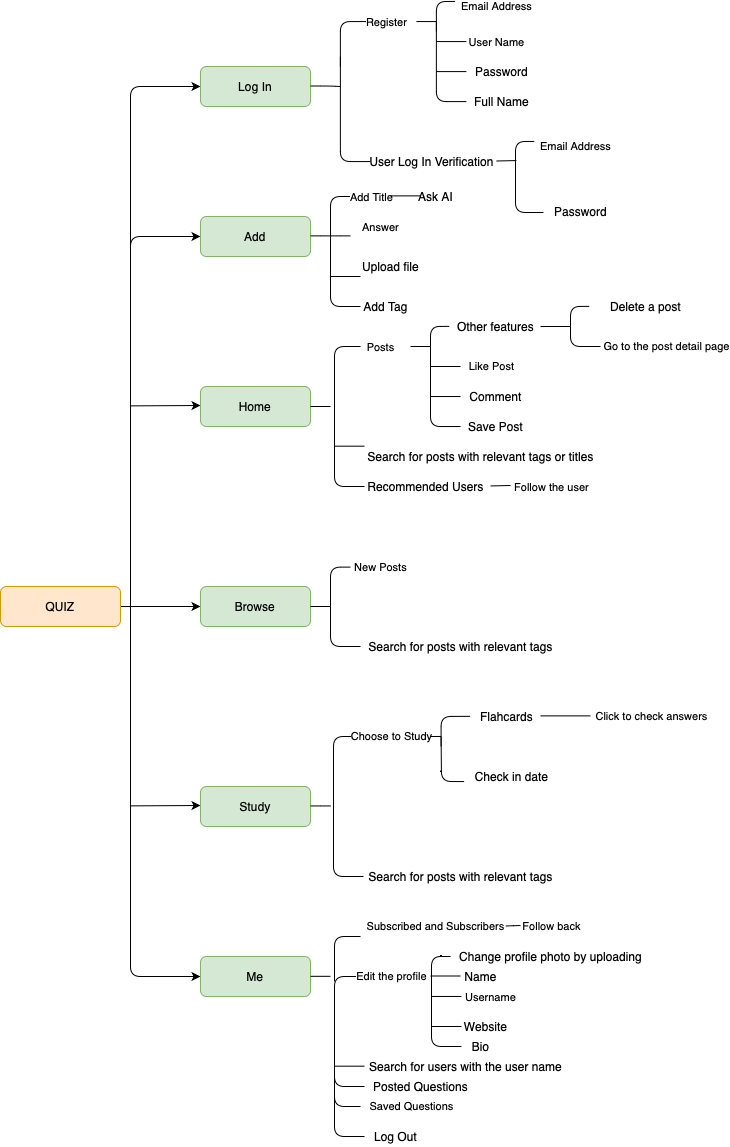 Email Address
Register
User Name
Password
Full Name
Log In
Email Address
User Log In Verification
Password
Add Title
Ask AI
Answer
Add
Upload file
Add Tag
Delete a post
Other features
Go to the post detail page
Posts
Like Post
Comment
Home
Save Post
Search for posts with relevant tags or titles
Recommended Users
Follow the user
New Posts
QUIZ
Browse
Search for posts with relevant tags
Flahcards
Click to check answers
Choose to Study
Check in date
Study
Search for posts with relevant tags
Subscribed and Subscribers
Follow back
Change profile photo by uploading
Me
Edit the profile
Name
Username
Website
Bio
Search for users with the user name
Posted Questions
Saved Questions
Log Out